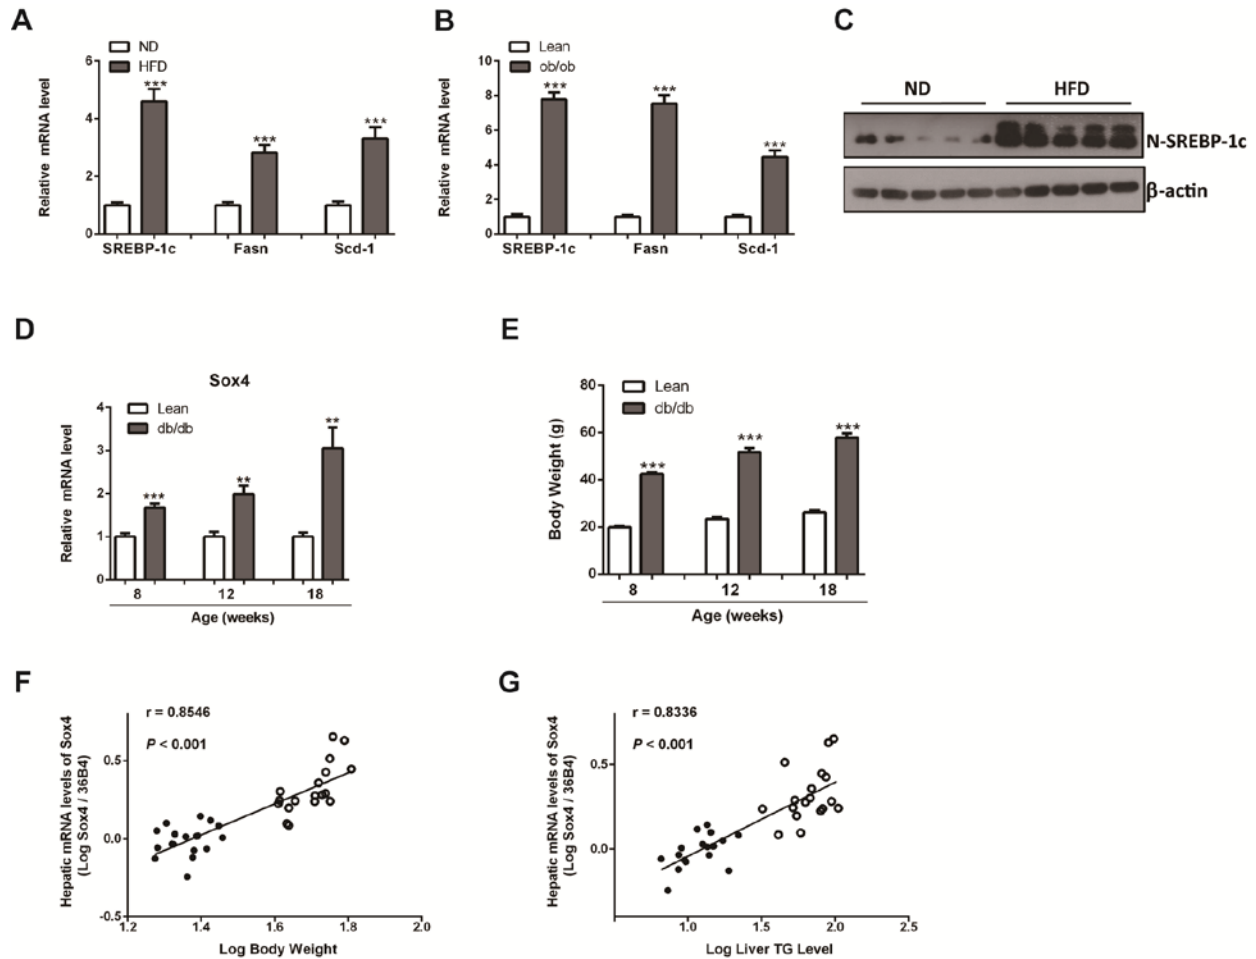 A
ND
HFD
Relative mRNA level
6
4
2
0
***
***
***
SREBP-1c
Fasn
Scd-1
B
Lean
ob/ob
Relative mRNA level
10
8
6
4
2
0
***
***
***
SREBP-1c
Fasn
Scd-1
C
ND
HFD
N-SREBP-1c
β-actin
D
Sox4
Lean
db/db
Relative mRNA level
4
3
2
1
0
***
**
**
8
12
18
Age (weeks)
E
Lean
db/db
Body Weight (g)
80
60
40
20
0
***
***
***
8
12
18
Age (weeks)
F
r = 0.8546
P < 0.001
Hepatic mRNA levels of Sox4
(Log Sox4 / 36B4)
0.5
0.0
-0.5
1.2
1.4
1.6
1.8
2.0
Log Body Weight
G
r = 0.8336
P < 0.001
Hepatic mRNA levels of Sox4
(Log Sox4 / 36B4)
0.5
0.0
1.0
1.5
2.0
2.5
Log Liver TG Level